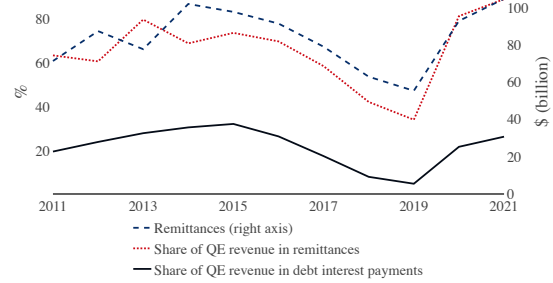 100
80
80
60
60
%
$ (billion)
40
40
20
20
0
2011 2013 2015 2017 2019 2021
Remittances (right axis)
Share of QE revenue in remittances
Share of QE revenue in debt interest payments